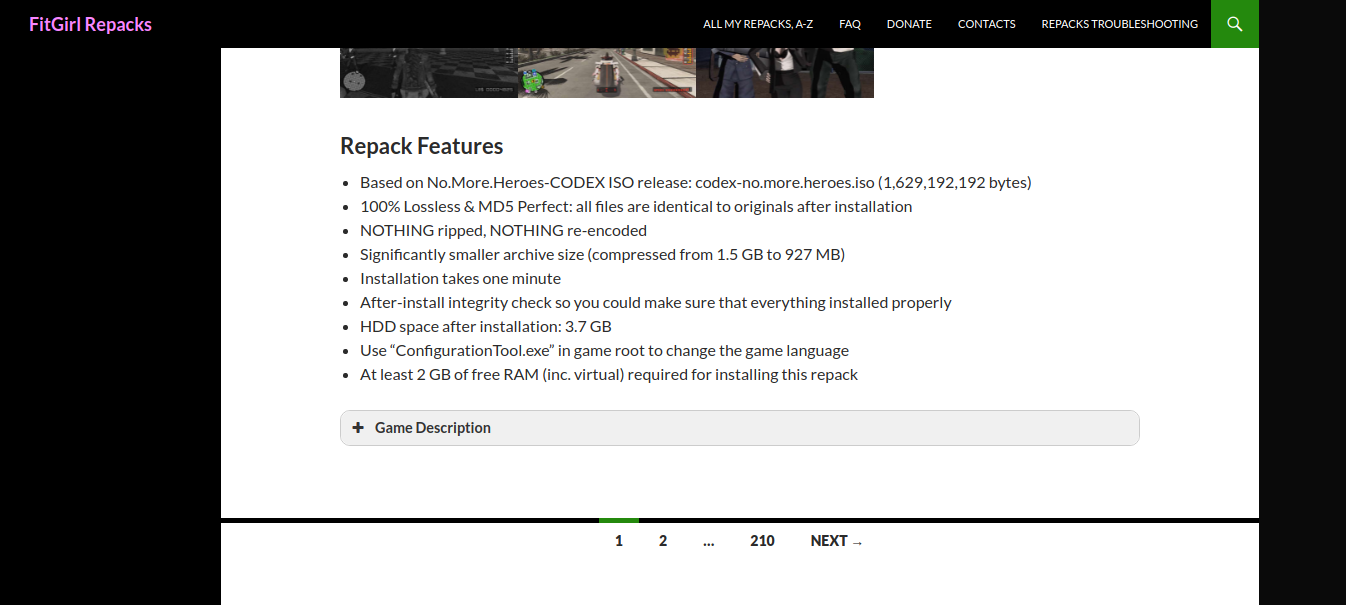 FitGirl Repacks
ALL MY REPACKS, A-Z FAQ DONATE CONTACTS REPACKS TROUBLESHOOTING
Repack Features
• Based on No.More.Heroes-CODEX ISO release: codex-no.more.heroes.iso (1,629,192,192 bytes)
• 100% Lossless & MD5 Perfect: all files are identical to originals after installation
• NOTHING ripped, NOTHING re-encoded
• Significantly smaller archive size (compressed from 1.5 GB to 927 MB)
• Installation takes one minute
• After-install integrity check so you could make sure that everything installed properly
• HDD space after installation: 3.7 GB
• Use “ConfigurationTool.exe” in game root to change the game language
• At least 2 GB of free RAM (inc. virtual) required for installing this repack
Game Description
1 2 … 210 NEXT →